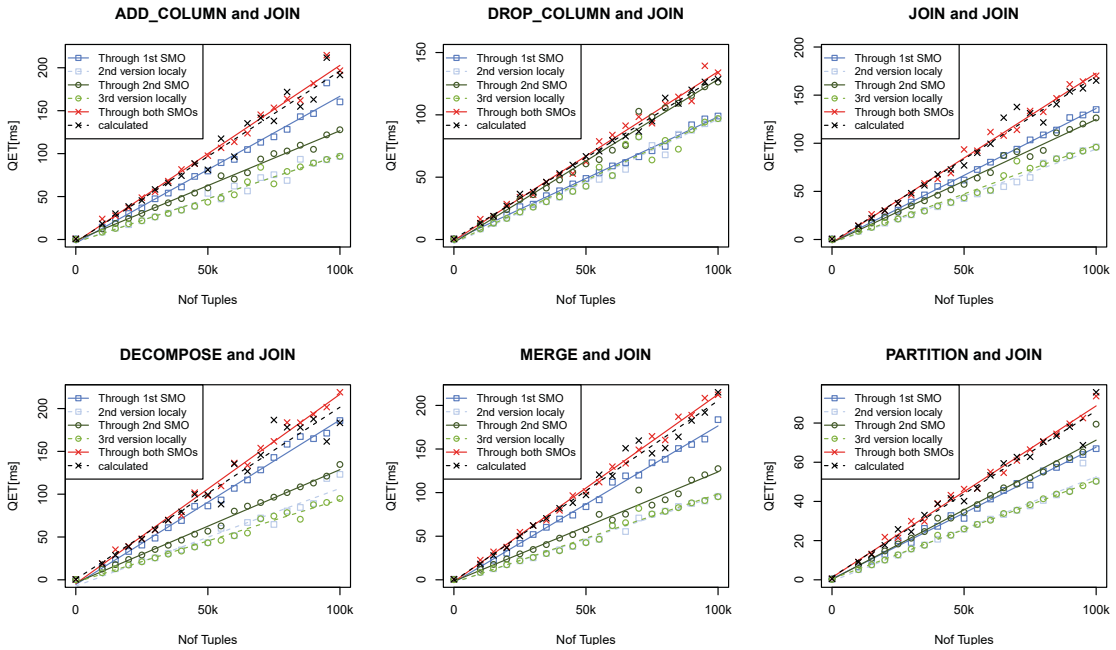 ADD_COLUMN and JOIN
QET[ms]
200
150
100
50
0
Through 1st SMO
2nd version localy
Through 2nd SMO
3rd version locally
Through both SMOs
calculated
0
50k
100k
Nof Tuples
DROP_COLUMN and JOIN
QET[ms]
150
100
50
0
Through 1st SMO
2nd version localy
Through 2nd SMO
3rd version locally
Through both SMOs
calculated
0
50k
100k
Nof Tuples
JOIN and JOIN
QET[ms]
200
150
100
50
0
Through 1st SMO
2nd version localy
Through 2nd SMO
3rd version locally
Through both SMOs
calculated
0
50k
100k
Nof Tuples
DECOMPOSE and JOIN
QET[ms]
200
150
100
50
0
Through 1st SMO
2nd version localy
Through 2nd SMO
3rd version locally
Through both SMOs
calculated
0
50k
100k
Nof Tuples
MERGE and JOIN
QET[ms]
200
150
100
50
0
Through 1st SMO
2nd version localy
Through 2nd SMO
3rd version locally
Through both SMOs
calculated
0
50k
100k
Nof Tuples
PARTITION and JOIN
QET[ms]
80
60
40
20
0
Through 1st SMO
2nd version localy
Through 2nd SMO
3rd version locally
Through both SMOs
calculated
0
50k
100k
Nof Tuples